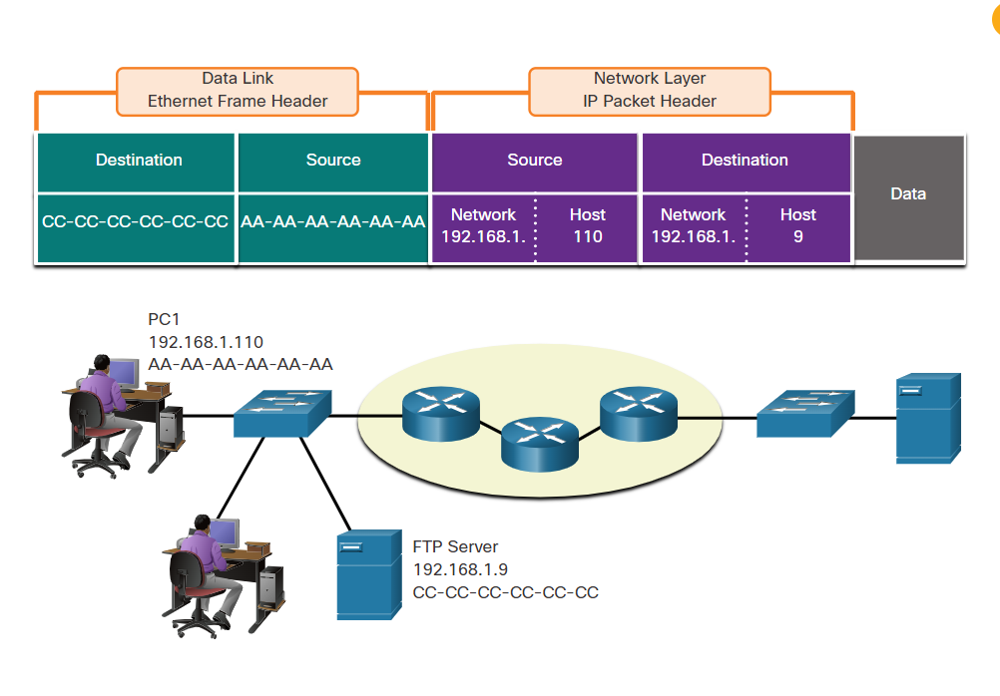 Data Link
Ethernet Frame Header
Network Layer
IP Packet Header
Destination
Source
Source
Destination
Data
CC-CC-CC-CC-CC-CC
AA-AA-AA-AA-AA-AA
Network
192.168.1.
Host
110
Network
192.168.1.
Host
9
PC1
192.168.1.110
AA-AA-AA-AA-AA-AA
FTP Server
192.168.1.9
CC-CC-CC-CC-CC-CC